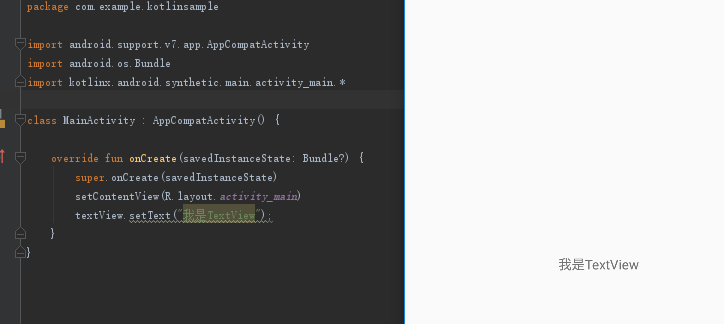 package com.example.kotlinsample
import android.support.v7.app.AppCompatActivity
import android.os.Bundle
import kotlinx.android.synthetic.main.activity_main.*
class MainActivity : AppCompatActivity() {
override fun onCreate(savedInstanceState: Bundle?) {
super.onCreate(savedInstanceState)
setContentView(R.layout.activity_main)
textView.setText("我是TextView");
}
}
我是TextView